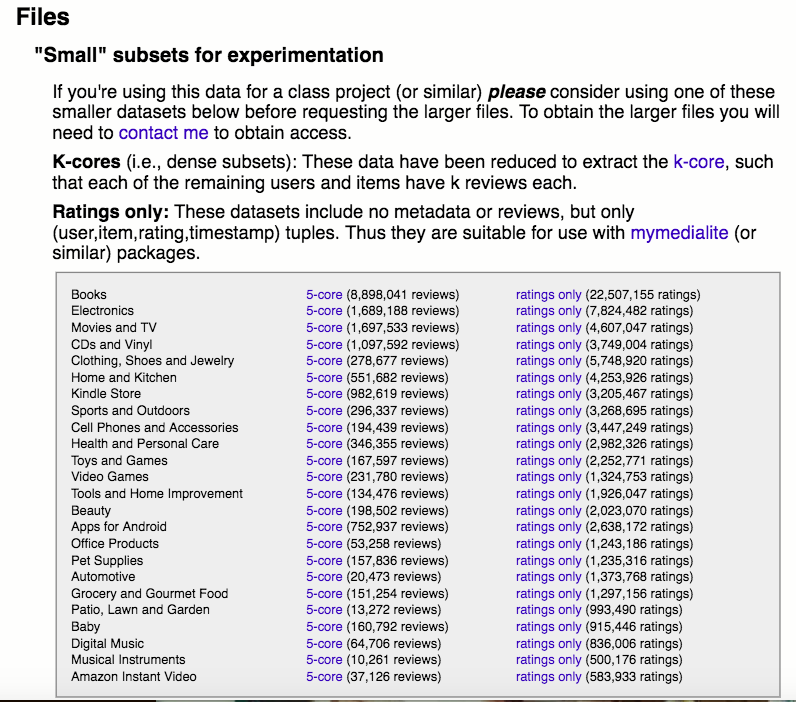 Files
"Small" subsets for experimentation
If you're using this data for a class project (or similar) please consider using one of these
smaller datasets below before requesting the larger files. To obtain the larger files you will
need to contact me to obtain access.
K-cores (i.e., dense subsets): These data have been reduced to extract the k-core, such
that each of the remaining users and items have k reviews each.
Ratings only: These datasets include no metadata or reviews, but only
(user,item,rating,timestamp) tuples. Thus they are suitable for use with mymedialite (or
similar) packages.
Books 5-core (8,898,041 reviews) ratings only (22,507,155 ratings)
Electronics 5-core (1,689,188 reviews) ratings only (7,824,482 ratings)
Movies and TV 5-core (1,697,533 reviews) ratings only (4,607,047 ratings)
CDs and Vinyl 5-core (1,097,592 reviews) ratings only (3,749,004 ratings)
Clothing, Shoes and Jewelry 5-core (278,677 reviews) ratings only (5,748,920 ratings)
Home and Kitchen 5-core (551,682 reviews) ratings only (4,253,926 ratings)
Kindle Store 5-core (982,619 reviews) ratings only (3,205,467 ratings)
Sports and Outdoors 5-core (296,337 reviews) ratings only (3,268,695 ratings)
Cell Phones and Accessories 5-core (194,439 reviews) ratings only (3,447,249 ratings)
Health and Personal Care 5-core (346,355 reviews) ratings only (2,982,326 ratings)
Toys and Games 5-core (167,597 reviews) ratings only (2,252,771 ratings)
Video Games 5-core (231,780 reviews) ratings only (1,324,753 ratings)
Tools and Home Improvement 5-core (134,476 reviews) ratings only (1,926,047 ratings)
Beauty 5-core (198,502 reviews) ratings only (2,023,070 ratings)
Apps for Android 5-core (752,937 reviews) ratings only (2,638,172 ratings)
Office Products 5-core (53,258 reviews) ratings only (1,243,186 ratings)
Pet Supplies 5-core (157,836 reviews) ratings only (1,235,316 ratings)
Automotive 5-core (20,473 reviews) ratings only (1,373,768 ratings)
Grocery and Gourmet Food 5-core (151,254 reviews) ratings only (1,297,156 ratings)
Patio, Lawn and Garden 5-core (13,272 reviews) ratings only (993,490 ratings)
Baby 5-core (160,792 reviews) ratings only (915,446 ratings)
Digital Music 5-core (64,706 reviews) ratings only (836,006 ratings)
Musical Instruments 5-core (10,261 reviews) ratings only (500,176 ratings)
Amazon Instant Video 5-core (37,126 reviews) ratings only (583,933 ratings)